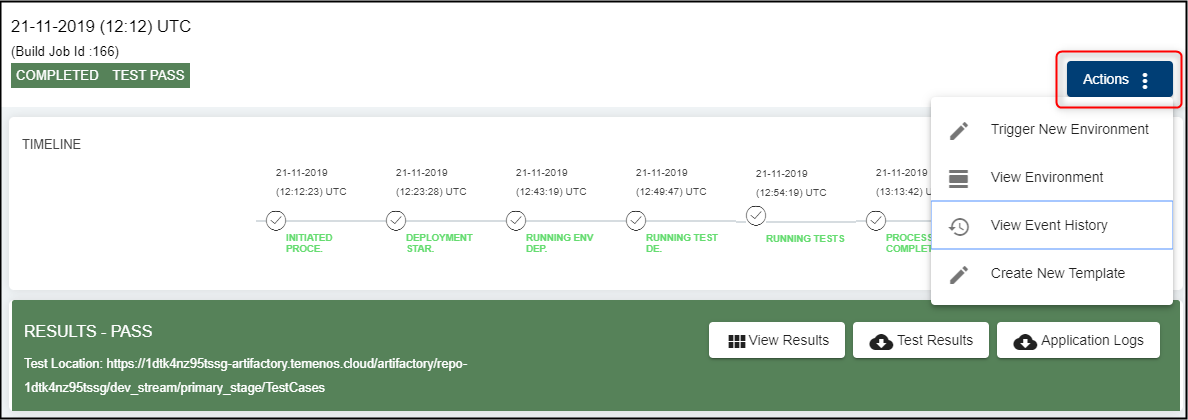 21-11-2019 (12:12) UTC
(Build Job Id :166)
COMPLETED TEST PASS
Actions
Trigger New Environment
View Environment
View Event History
Create New Template
TIMELINE
21-11-2019
(12:12:23) UTC
INITIATED
PROCE.
21-11-2019
(12:23:28) UTC
DEPLOYMENT
STAR.
21-11-2019
(12:43:19) UTC
RUNNING ENV
DEP.
21-11-2019
(12:49:47) UTC
RUNNING TEST
DE.
21-11-2019
(12:54:19) UTC
RUNNING TESTS
21-11-2019
(13:13:42) U
PROCESS
COMPLET
RESULTS - PASS
Test Location: https://1dtk4nz95tssg-artifactory.temenos.cloud/artifactory/repo-
1dtk4nz95tssg/dev_stream/primary_stage/TestCases
View Results
Test Results
Application Logs